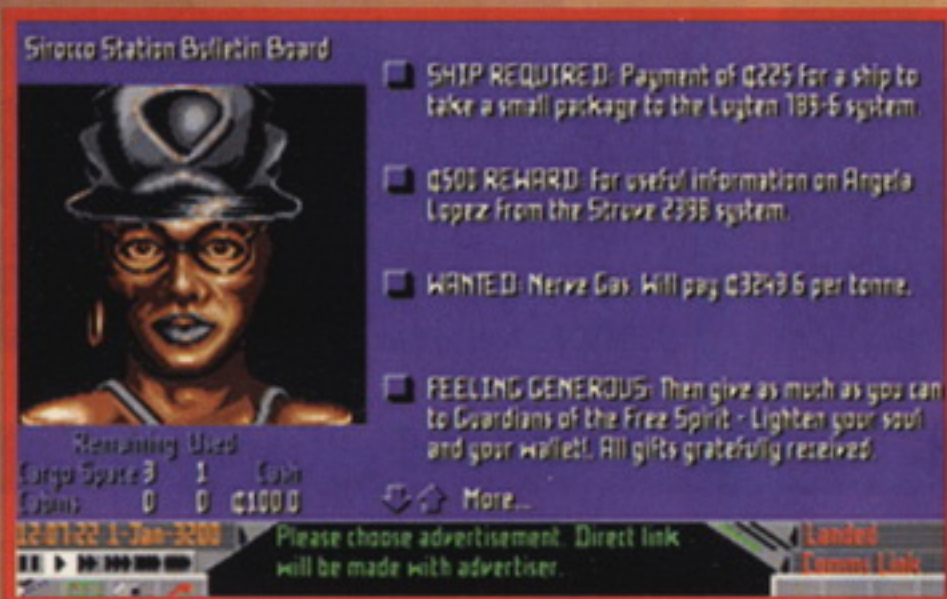 Sirocco Station Bulletin Board
SHIP REQUIRED: Payment of ₢225 for a ship to
take a small package to the Luyten 789-6 system.
₢500 REWARD: For useful information on Angela
Lopez from the Struve 2398 system.
WANTED: Nerve Gas. Will pay ₢3243.6 per tonne.
FEELING GENEROUS: Then give as much as you can
to Guardians of the Free Spirit - Lighten your soul
and your wallet!. All gifts gratefully received.
Remaining Used
Cargo Space 3 1 Cash
Cabins 0 0 ₢100.0
More...
12:07:22 1-Jan-3200
Please choose advertisement. Direct link
will be made with advertiser.
Landed
Comms Link